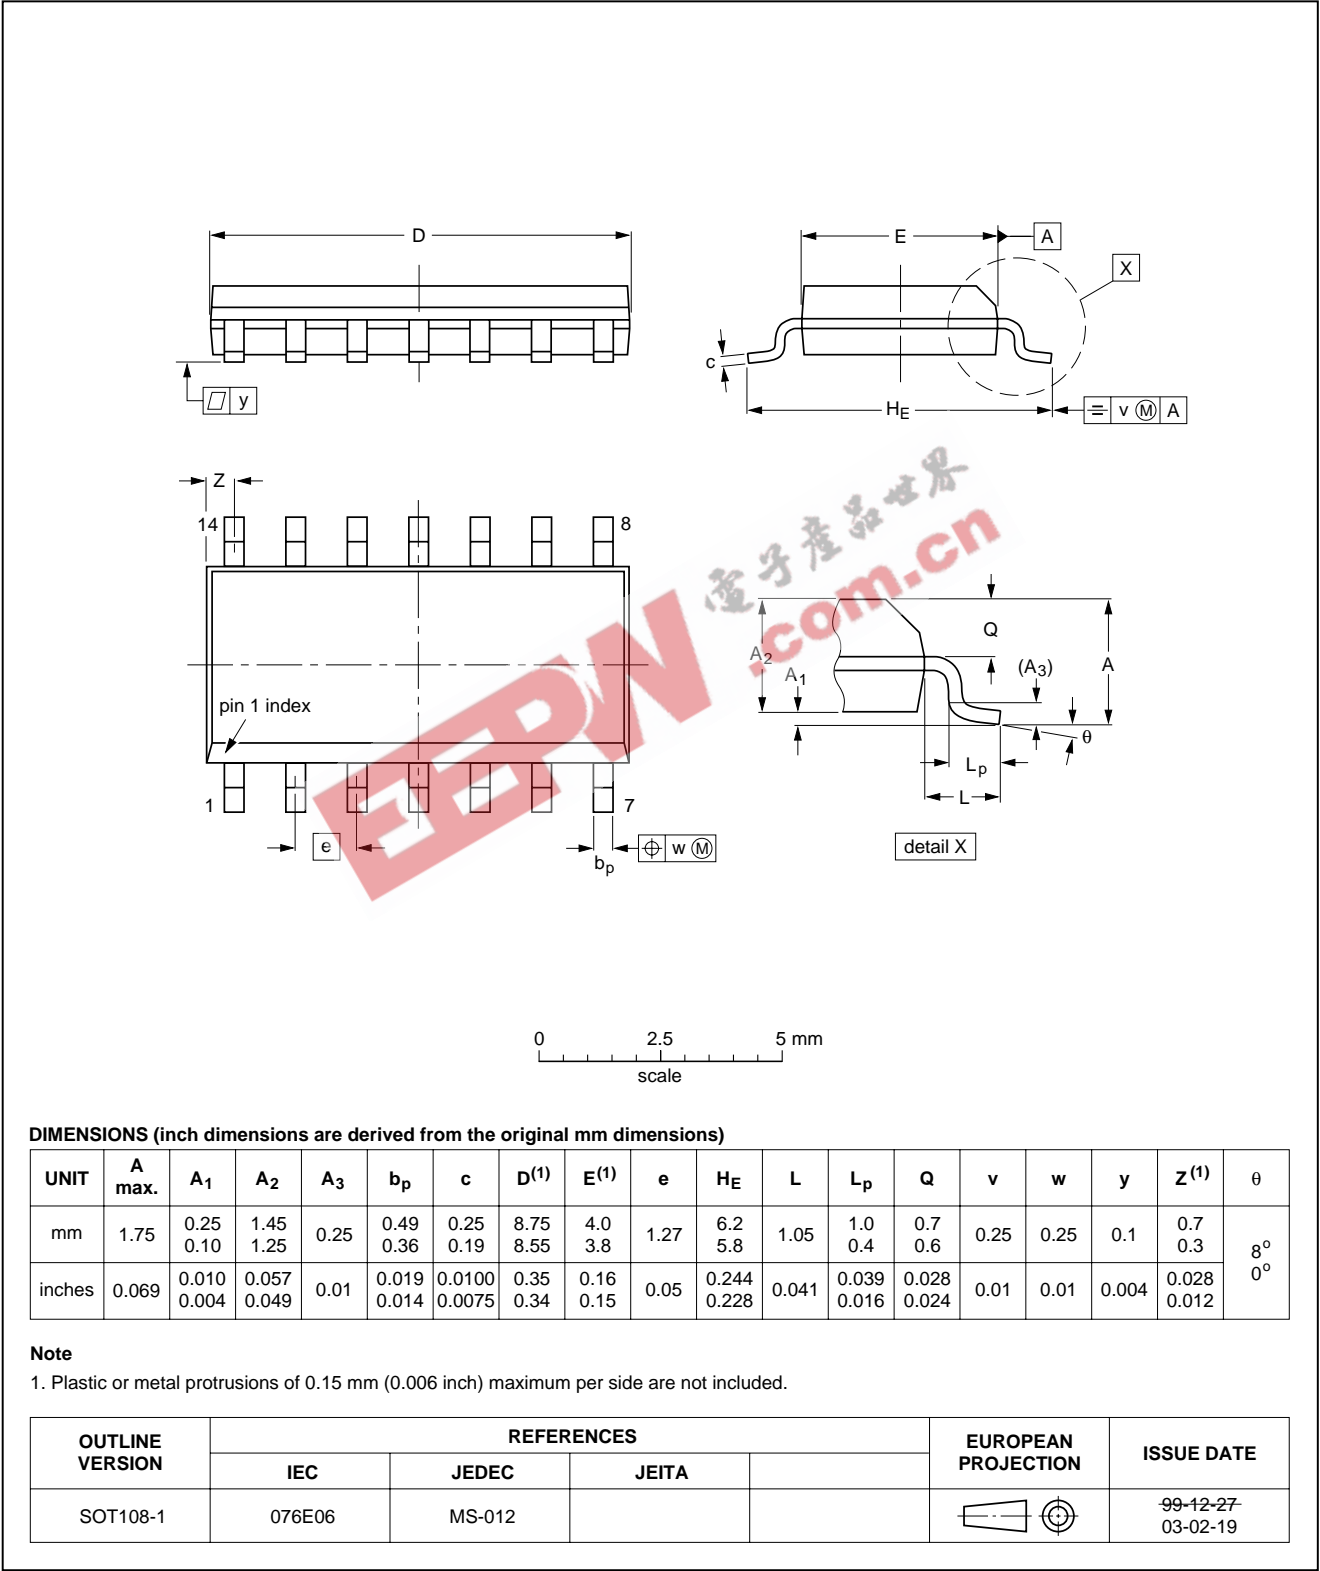 D
E
A
X
c
y
HE
v M A
Z
14
8
電子產品世界
.com.cn
EEPW
Q
A2
A1
(A3)
A
pin 1 index
θ
Lp
L
1
7
e
w M
bp
detail X
0 2.5 5 mm
scale
DIMENSIONS (inch dimensions are derived from the original mm dimensions)
UNIT A max. A1 A2 A3 bp c D(1) E(1) e HE L Lp Q v w y Z(1) θ
mm 1.75 0.25 0.10 1.45 1.25 0.25 0.49 0.36 0.25 0.19 8.75 8.55 4.0 3.8 1.27 6.2 5.8 1.05 1.0 0.4 0.7 0.6 0.25 0.25 0.1 0.7 0.3 8° 0°
inches 0.069 0.010 0.004 0.057 0.049 0.01 0.019 0.014 0.0100 0.0075 0.35 0.34 0.16 0.15 0.05 0.244 0.228 0.041 0.039 0.016 0.028 0.024 0.01 0.01 0.004 0.028 0.012
Note
1. Plastic or metal protrusions of 0.15 mm (0.006 inch) maximum per side are not included.
OUTLINE VERSION REFERENCES EUROPEAN PROJECTION ISSUE DATE
IEC JEDEC JEITA
SOT108-1 076E06 MS-012 99-12-27
03-02-19